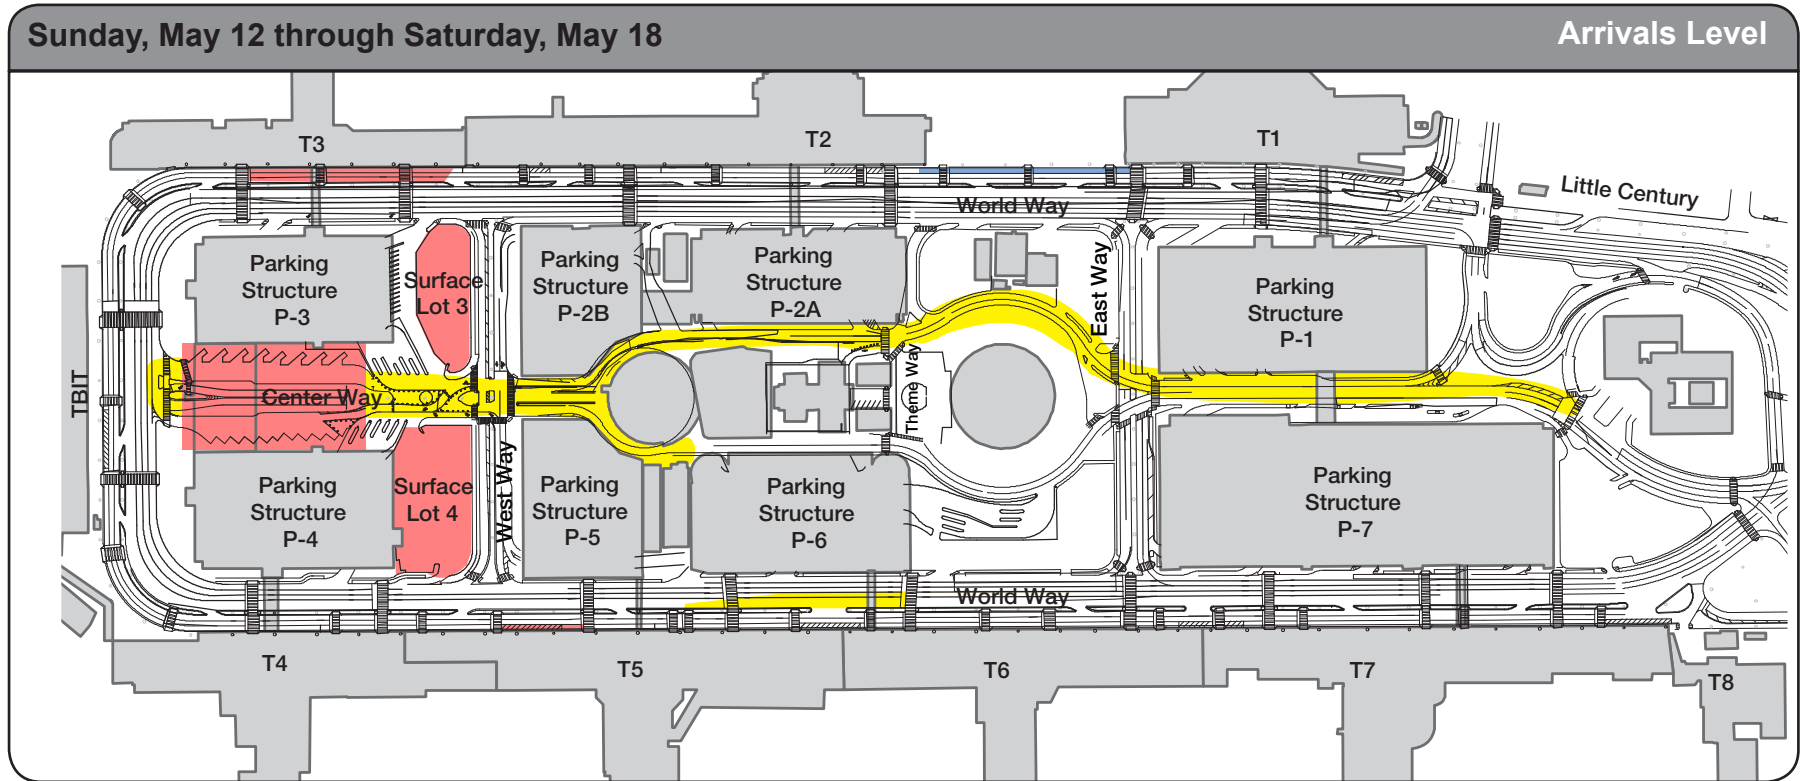 Sunday, May 12 through Saturday, May 18
Arrivals Level
T3
T2
T1
Little Century
World Way
Parking
Structure
P-3
Surface
Lot 3
Parking
Structure
P-2B
Parking
Structure
P-2A
East Way
Parking
Structure
P-1
TBIT
Center Way
Theme Way
Parking
Structure
P-4
Surface
Lot 4
West Way
Parking
Structure
P-5
Parking
Structure
P-6
Parking
Structure
P-7
World Way
T4
T5
T6
T7
T8